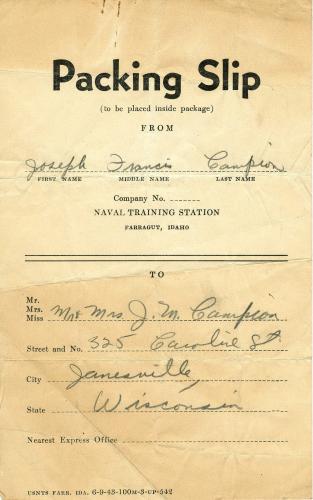 Packing Slip
(to be placed inside package)
FROM
Joseph Francis Campion
FIRST NAME MIDDLE NAME LAST NAME
Company No. -------
NAVAL TRAINING STATION
FARRAGUT, IDAHO
TO
Mr.
Mrs.
Miss Mr Mrs. J. M. Campion
Street and No. 325 Caroline St
City Janesville,
State Wisconsin
Nearest Express Office
USNTS FARR. IDA. 6-9-43-100M-3-UP-542